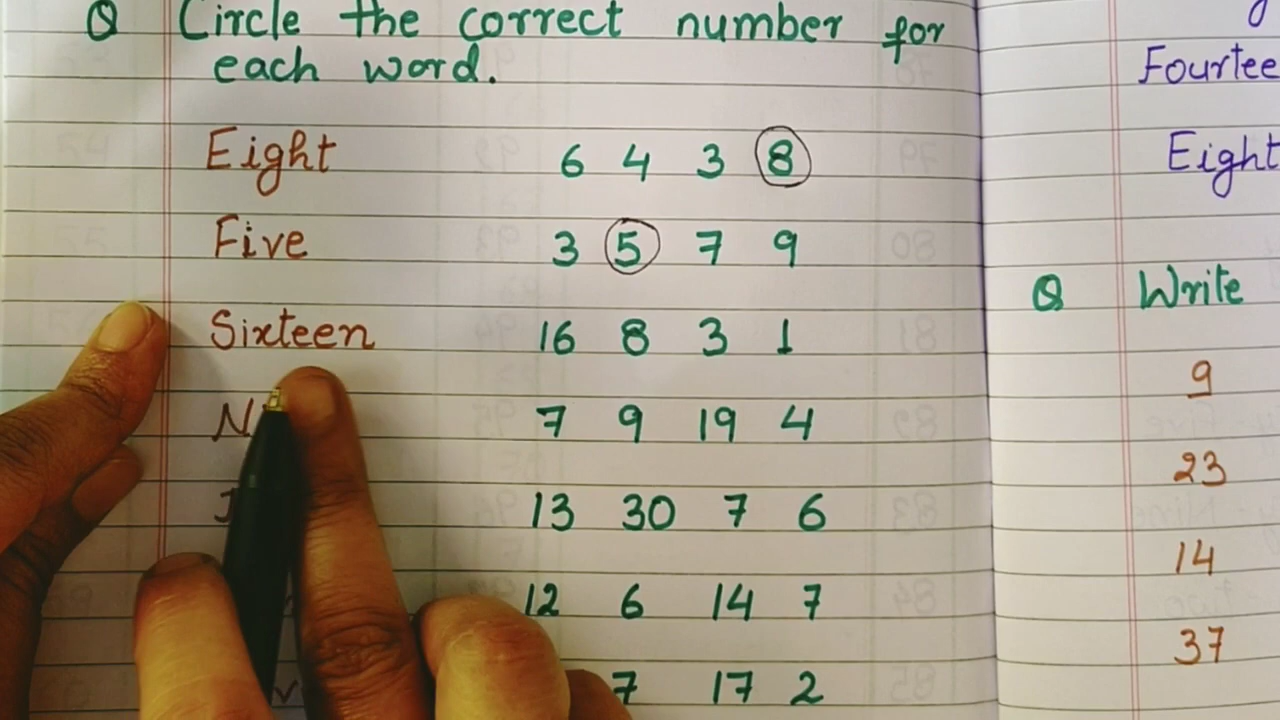 Q Circle the correct number for
each word.
Eight 6 4 3 8
Five 3 5 7 9
Sixteen 16 8 3 1
7 9 19 4
13 30 7 6
12 6 14 7
7 17 2
Eight
Q Write
9
23
14
37